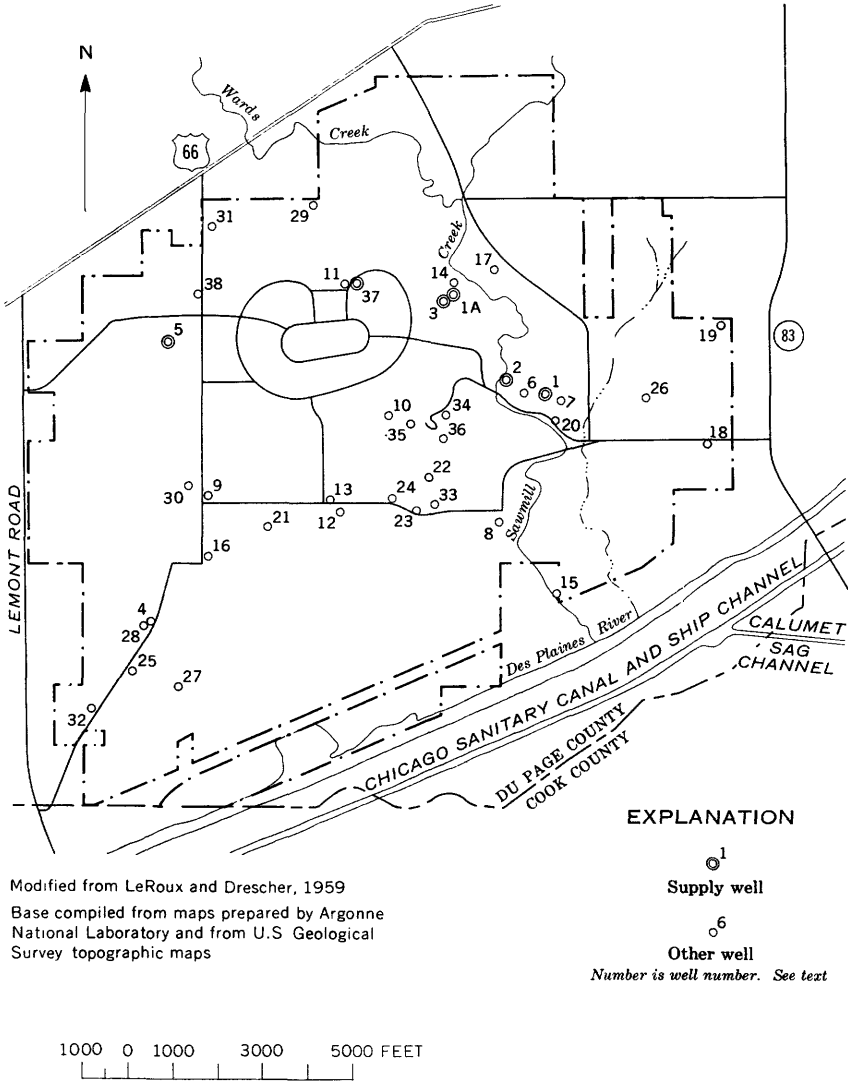 N
Wards
Creek
66
31
29
Creek
17
11
37
14
1A
3
38
5
19
83
2
6
1
7
26
20
18
10
34
35
36
22
30
9
13
24
33
12
23
21
8
Sawmill
16
LEMONT ROAD
15
4
28
25
27
32
Des Plaines River
CHICAGO SANITARY CANAL AND SHIP CHANNEL
CALUMET
SAG
CHANNEL
DU PAGE COUNTY
COOK COUNTY
EXPLANATION
1
Supply well
6
Other well
Number is well number. See text
Modified from LeRoux and Drescher, 1959
Base compiled from maps prepared by Argonne
National Laboratory and from U.S Geological
Survey topographic maps
1000 0 1000 3000 5000 FEET